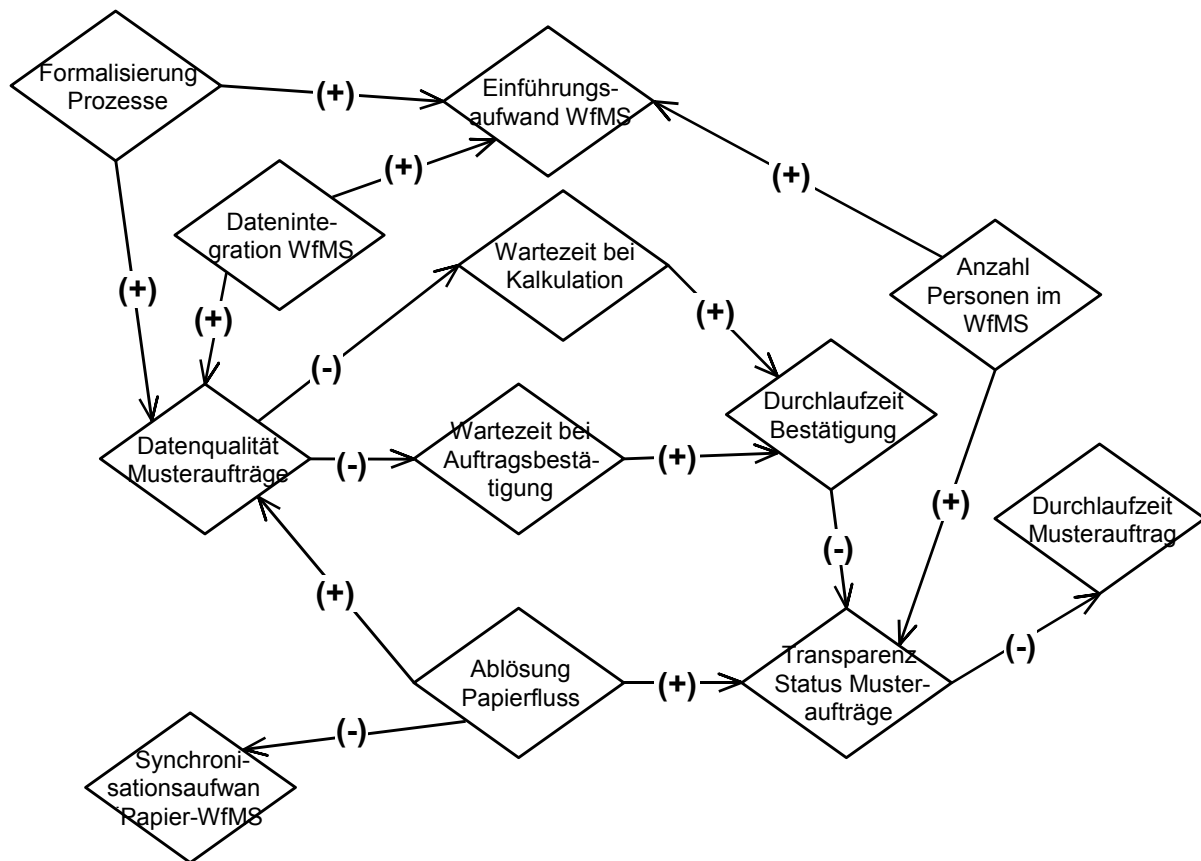 Formalisierung
Prozesse
(+)
Einführungs-
aufwand WfMS
(+)
(+)
Dateninte-
gration WfMS
Wartezeit bei
Kalkulation
Anzahl
Personen im
WfMS
(+)
(+)
(+)
(-)
Durchlaufzeit
Bestätigung
Datenqualität
Musteraufträge
(-)
Wartezeit bei
Auftragsbestä-
tigung
(+)
(+)
Durchlaufzeit
Musterauftrag
(-)
(+)
Ablösung
Papierfluss
(+)
Transparenz
Status Muster-
aufträge
(-)
(-)
Synchroni-
sationsaufwan
Papier-WfMS